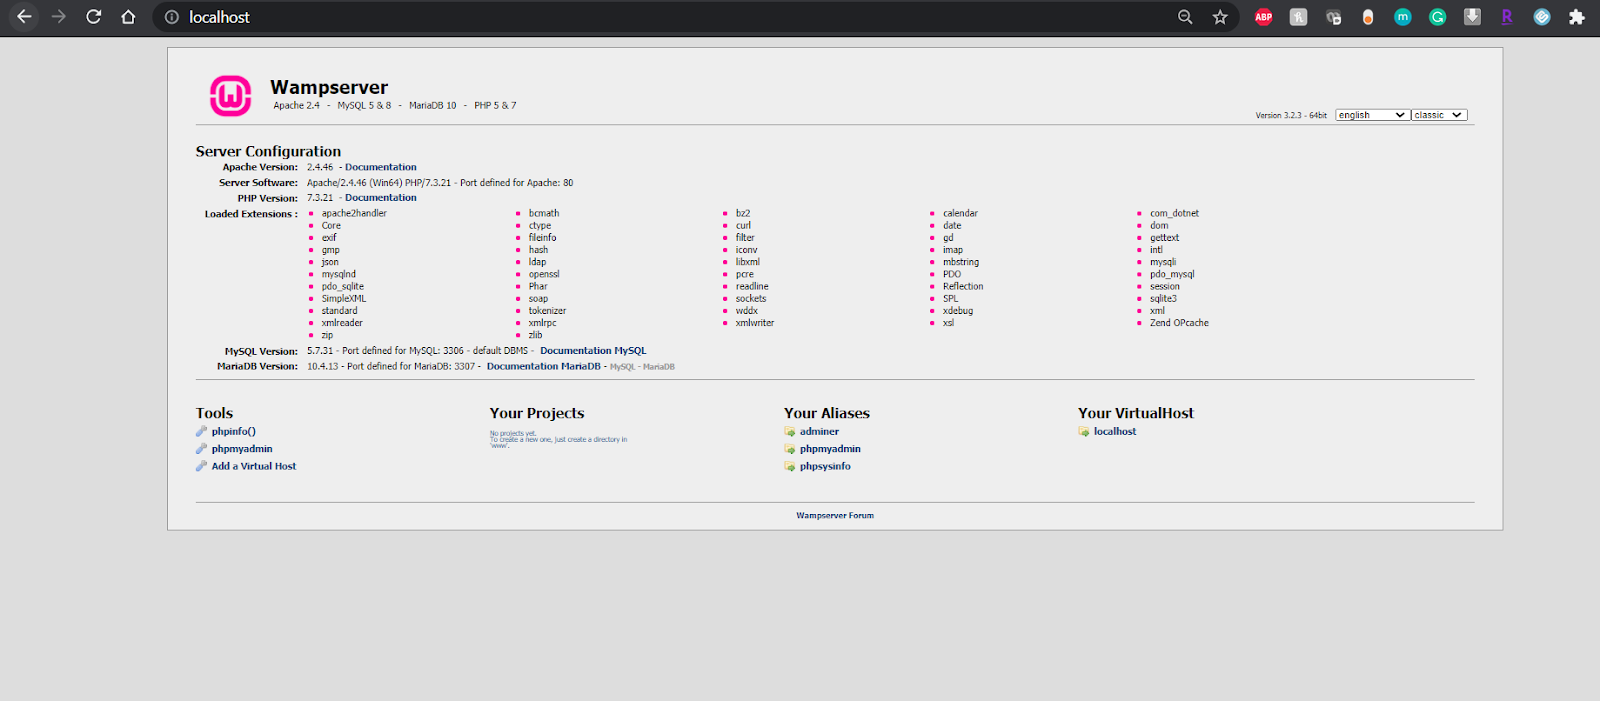 localhost
ABP
m
R
Wampserver
Apache 2.4 - MySQL 5 & 8 - MariaDB 10 - PHP 5 & 7
Version 3.2.3 - 64bit english classic
Server Configuration
Apache Version: 2.4.46 - Documentation
Server Software: Apache/2.4.46 (Win64) PHP/7.3.21 - Port defined for Apache: 80
PHP Version: 7.3.21 - Documentation
Loaded Extensions : apache2handler bcmath bz2 calendar com_dotnet
Core ctype curl date dom
exif fileinfo filter gd gettext
gmp hash iconv imap intl
json ldap libxml mbstring mysqli
mysqlnd openssl pcre PDO pdo_mysql
pdo_sqlite Phar readline Reflection session
SimpleXML soap sockets SPL sqlite3
standard tokenizer wddx xdebug xml
xmlreader xmlrpc xmlwriter xsl Zend OPcache
zip zlib
MySQL Version: 5.7.31 - Port defined for MySQL: 3306 - default DBMS - Documentation MySQL
MariaDB Version: 10.4.13 - Port defined for MariaDB: 3307 - Documentation MariaDB - MySQL - MariaDB
Tools
phpinfo()
phpmyadmin
Add a Virtual Host
Your Projects
No projects yet.
To create a new one, just create a directory in
'www'.
Your Aliases
adminer
phpmyadmin
phpsysinfo
Your VirtualHost
localhost
Wampserver Forum